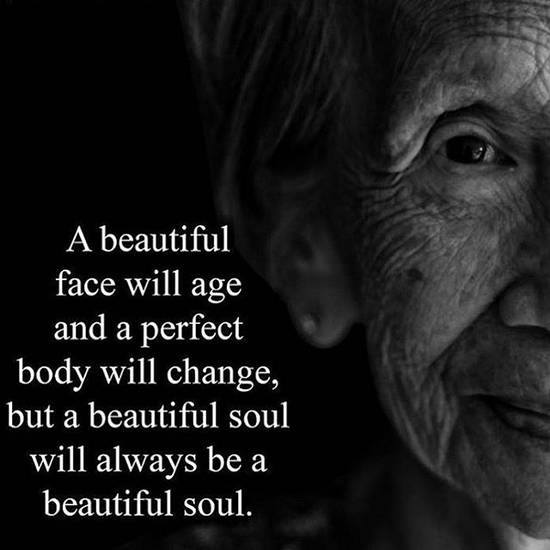 A beautiful
face will age
and a perfect
body will change,
but a beautiful soul
will always be a
beautiful soul.